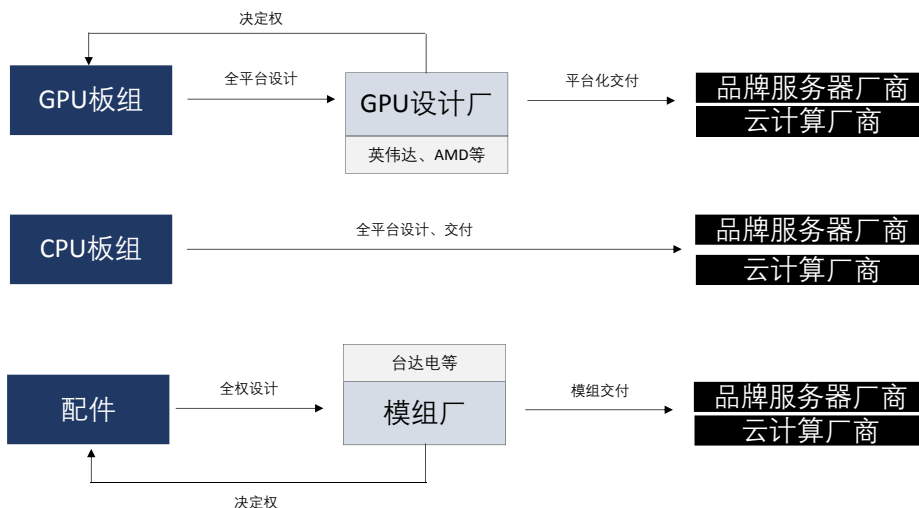 决定权
GPU板组
全平台设计
GPU设计厂
英伟达、AMD等
平台化交付
品牌服务器厂商
云计算厂商
CPU板组
全平台设计、交付
品牌服务器厂商
云计算厂商
配件
全权设计
台达电等
模组厂
模组交付
品牌服务器厂商
云计算厂商
决定权